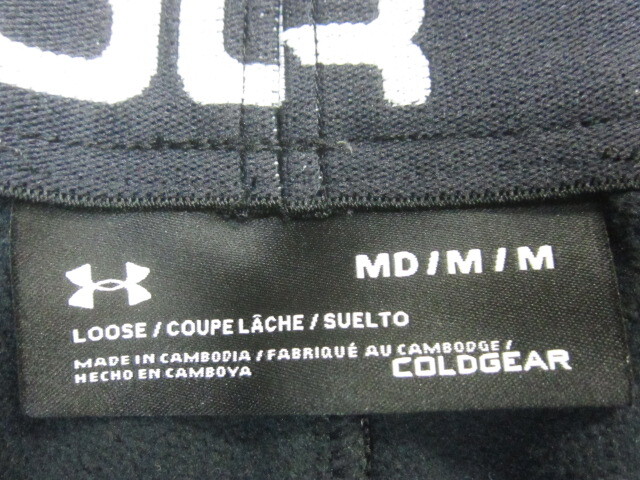 MD / M / M
LOOSE / COUPE LÂCHE / SUELTO
MADE IN CAMBODIA / FABRIQUÉ AU CAMBODGE /
HECHO EN CAMBOYA
COLDGEAR